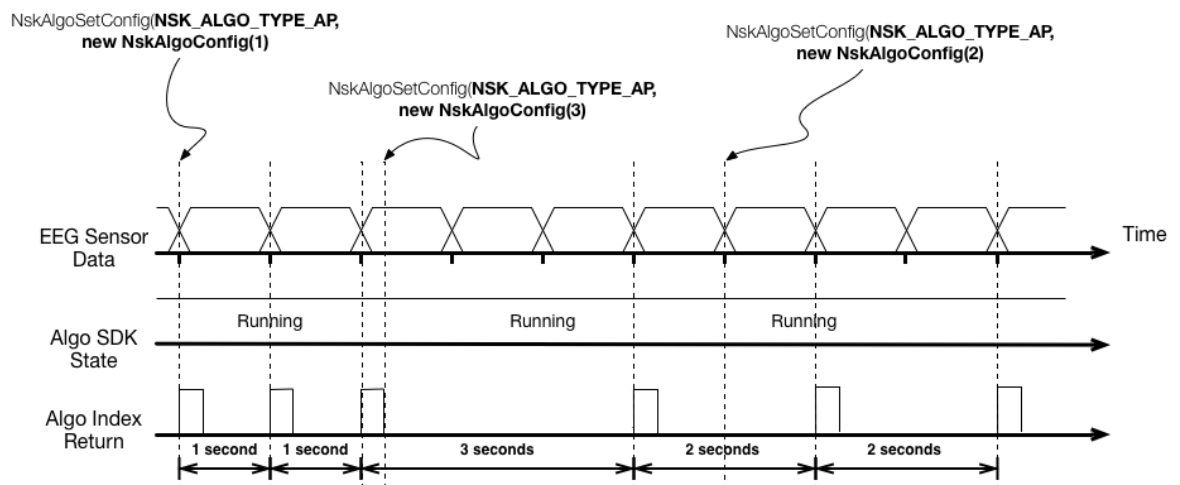 NskAlgoSetConfig(NSK_ALGO_TYPE_AP,
new NskAlgoConfig(1)
NskAlgoSetConfig(NSK_ALGO_TYPE_AP,
new NskAlgoConfig(3)
NskAlgoSetConfig(NSK_ALGO_TYPE_AP,
new NskAlgoConfig(2)
EEG Sensor
Data
Time
Running
Running
Running
Algo SDK
State
Algo Index
Return
1 second
1 second
3 seconds
2 seconds
2 seconds